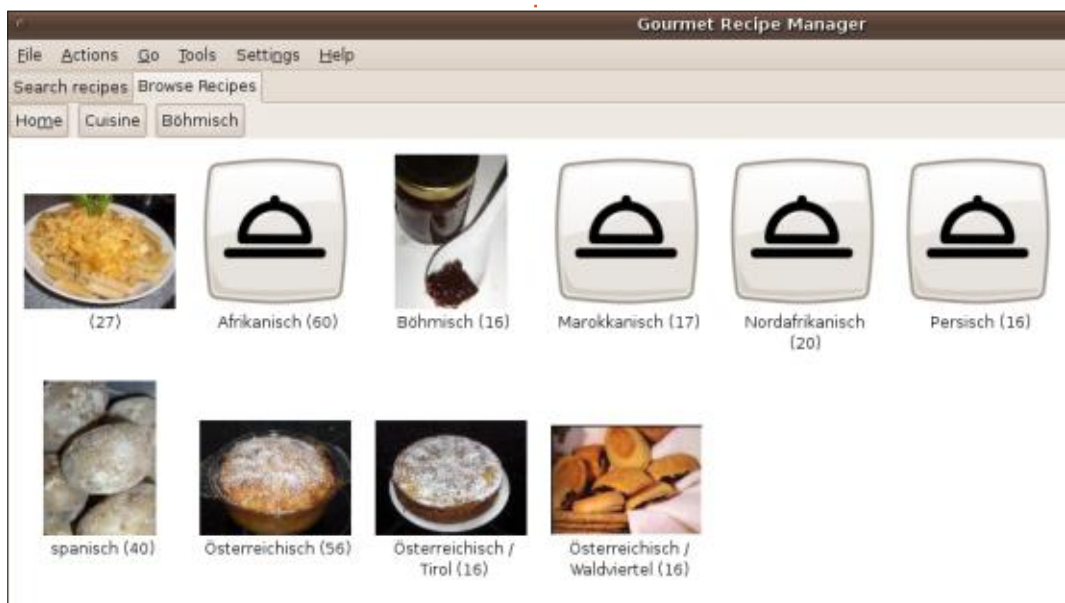 Gourmet Recipe Manager
File Actions Go Tools Settings Help
Search recipes Browse Recipes
Home Cuisine Böhmisch
(27)
Afrikanisch (60)
Böhmisch (16)
Marokkanisch (17)
Nordafrikanisch
(20)
Persisch (16)
spanisch (40)
Österreichisch (56)
Österreichisch /
Tirol (16)
Österreichisch /
Waldviertel (16)